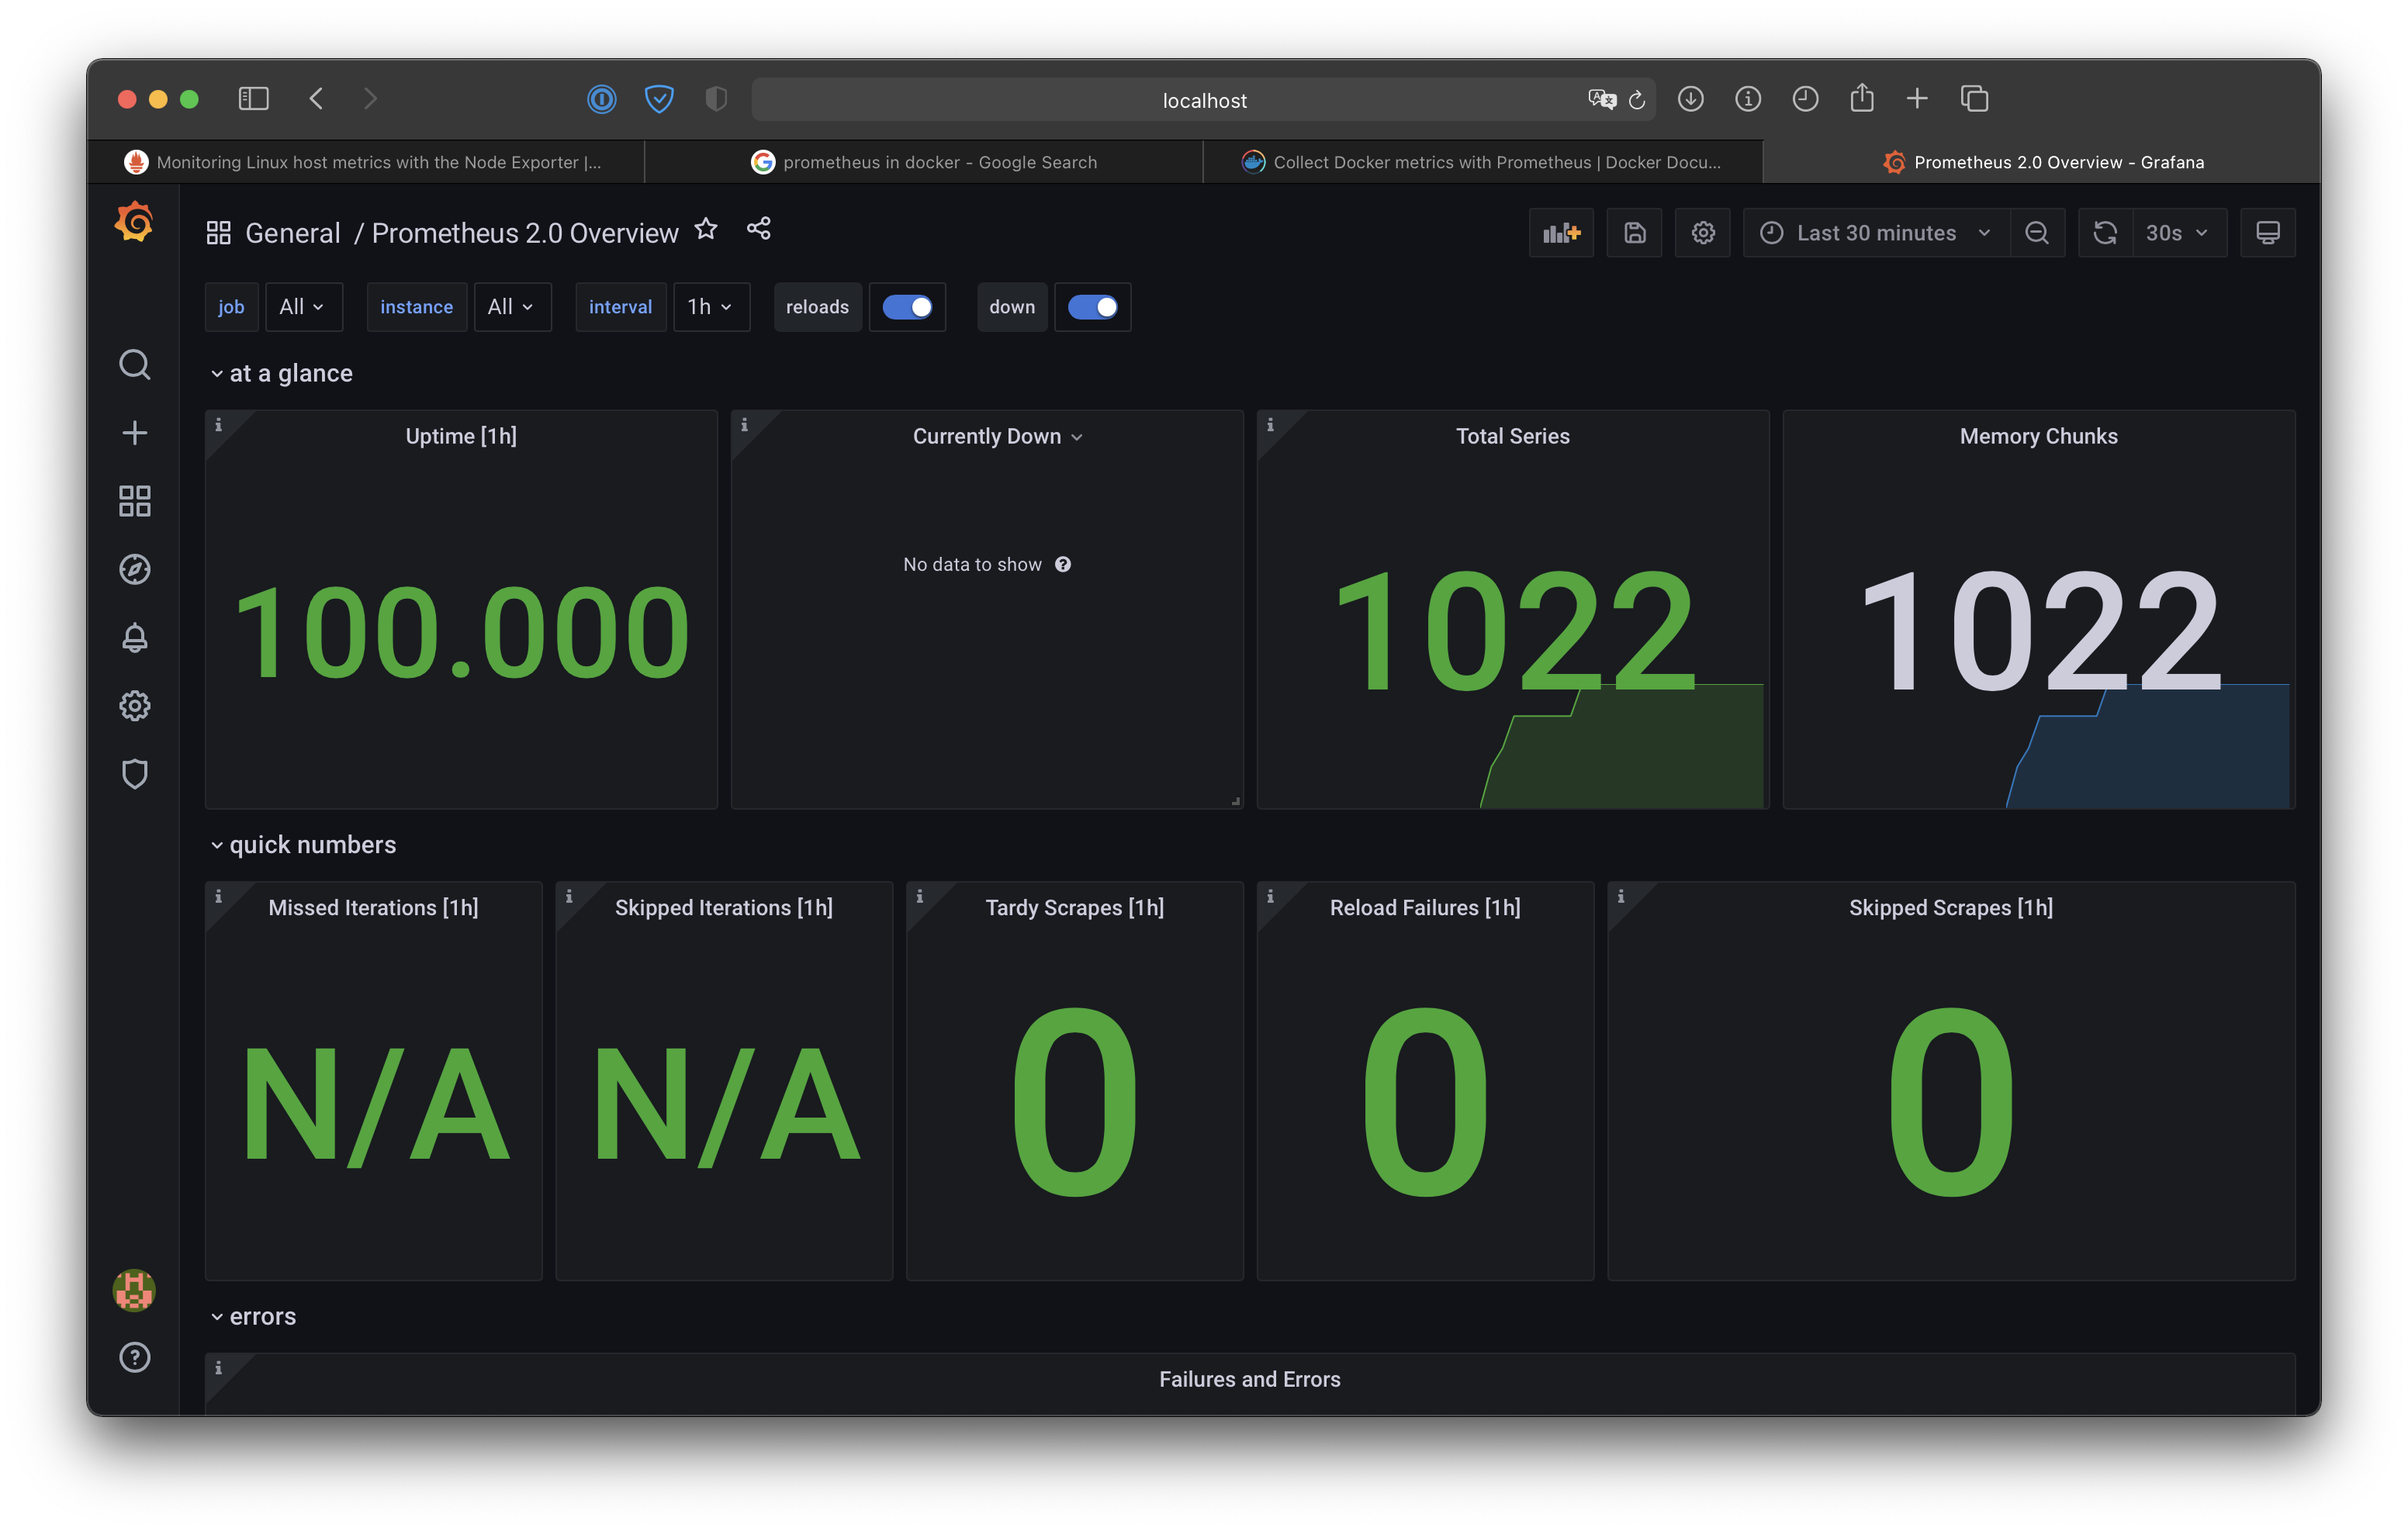 localhost
Monitoring Linux host metrics with the Node Exporter |...
prometheus in docker - Google Search
Collect Docker metrics with Prometheus | Docker Docu...
Prometheus 2.0 Overview - Grafana
General / Prometheus 2.0 Overview
Last 30 minutes
30s
job All instance All interval 1h reloads down
at a glance
Uptime [1h]
100.000
Currently Down
No data to show
Total Series
1022
Memory Chunks
1022
quick numbers
Missed Iterations [1h]
N/A
Skipped Iterations [1h]
N/A
Tardy Scrapes [1h]
0
Reload Failures [1h]
0
Skipped Scrapes [1h]
0
errors
Failures and Errors